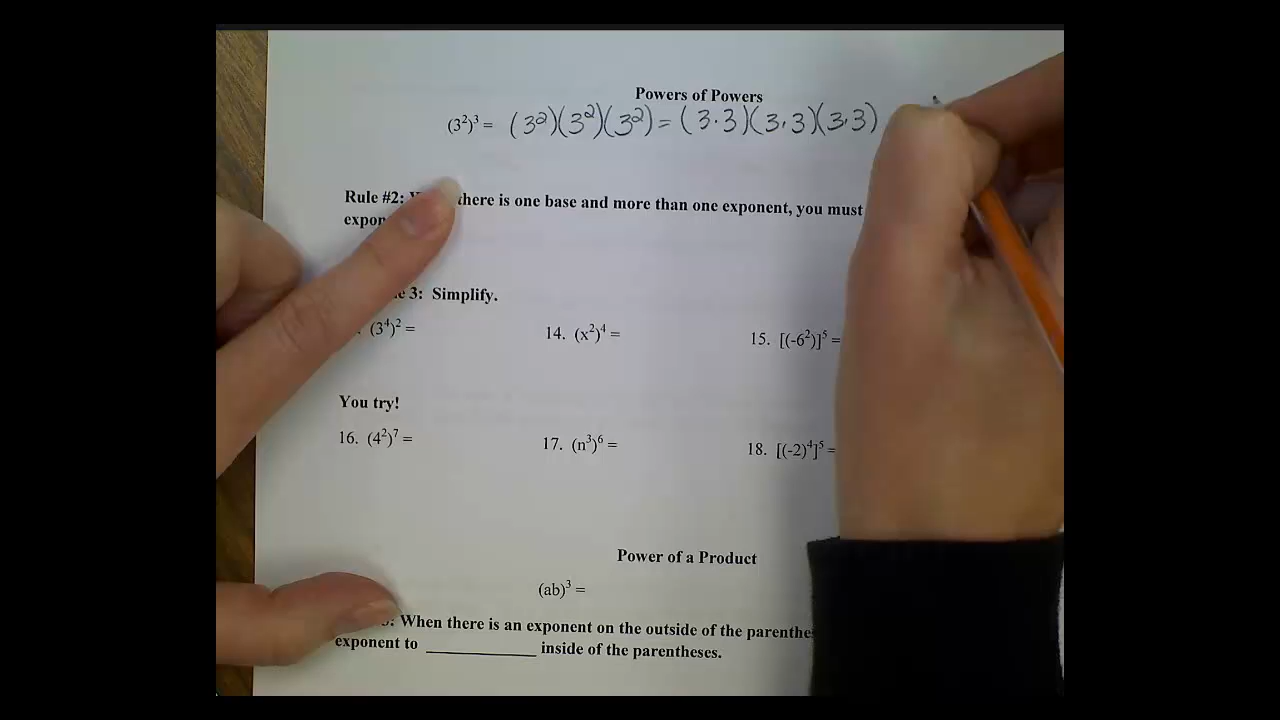 Powers of Powers
(3²)³ = (3²)(3²)(3²) = (3·3)(3·3)(3·3)
Rule #2: there is one base and more than one exponent, you must
3: Simplify.
(3⁴)² = 14. (x²)⁴ = 15. [(-6²)]⁵ =
You try!
16. (4²)⁷ = 17. (n³)⁶ = 18. [(-2)⁴]⁵ =
Power of a Product
(ab)³ =
When there is an exponent on the outside of the
exponent to ____________ inside of the parentheses.